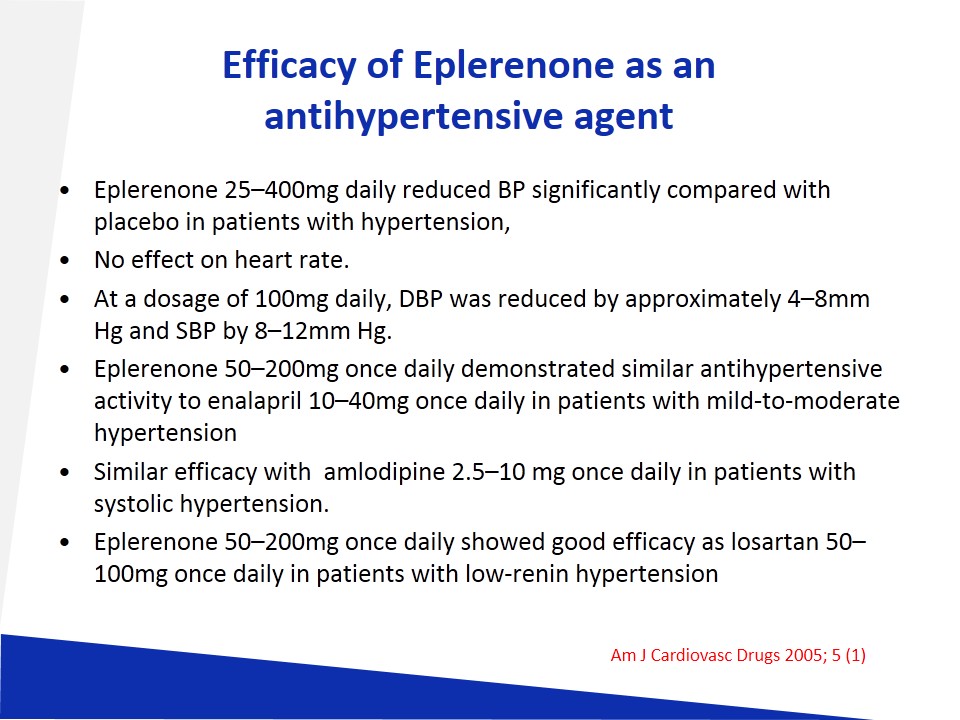 Efficacy of Eplerenone as an
antihypertensive agent
• Eplerenone 25–400mg daily reduced BP significantly compared with
placebo in patients with hypertension,
• No effect on heart rate.
• At a dosage of 100mg daily, DBP was reduced by approximately 4–8mm
Hg and SBP by 8–12mm Hg.
• Eplerenone 50–200mg once daily demonstrated similar antihypertensive
activity to enalapril 10–40mg once daily in patients with mild-to-moderate
hypertension
• Similar efficacy with  amlodipine 2.5–10 mg once daily in patients with
systolic hypertension.
• Eplerenone 50–200mg once daily showed good efficacy as losartan 50–
100mg once daily in patients with low-renin hypertension
Am J Cardiovasc Drugs 2005; 5 (1)